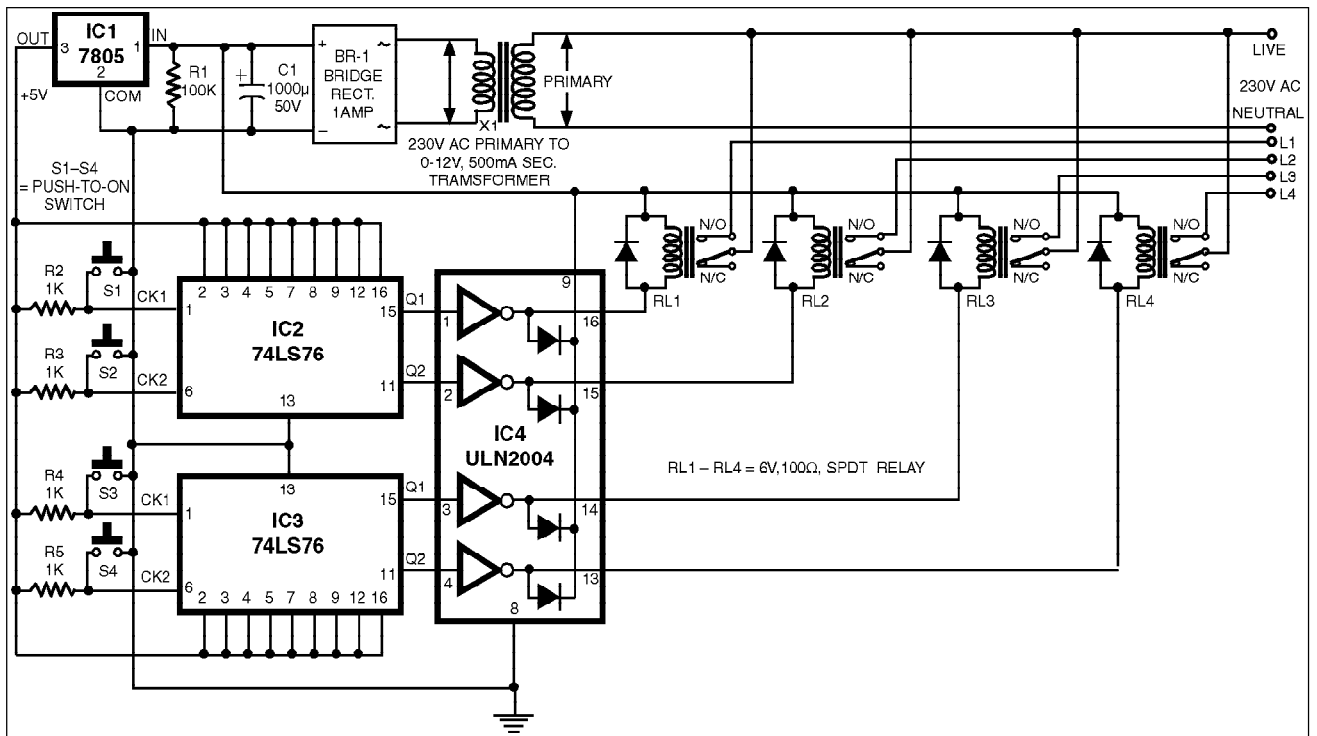 IC1
7805
OUT
3
1
IN
2
COM
+5V
R1
100K
+
C1
1000µ
50V
+
~
BR-1
BRIDGE
RECT.
1AMP
–
~
X1
PRIMARY
230V AC PRIMARY TO
0-12V, 500mA SEC.
TRAMSFORMER
LIVE
230V AC
NEUTRAL
L1
L2
L3
L4
S1–S4
= PUSH-TO-ON
SWITCH
N/O
N/C
RL1
N/O
N/C
RL2
N/O
N/C
RL3
N/O
N/C
RL4
R2
1K
S1
CK1
R3
1K
S2
CK2
2 3 4 5 7 8 9 12 16
1
15
Q1
IC2
74LS76
6
11
Q2
13
R4
1K
S3
CK1
R5
1K
S4
CK2
13
1
15
Q1
IC3
74LS76
6
11
Q2
2 3 4 5 7 8 9 12 16
9
1
16
2
15
IC4
ULN2004
3
14
4
13
8
RL1 – RL4 = 6V,100Ω, SPDT RELAY